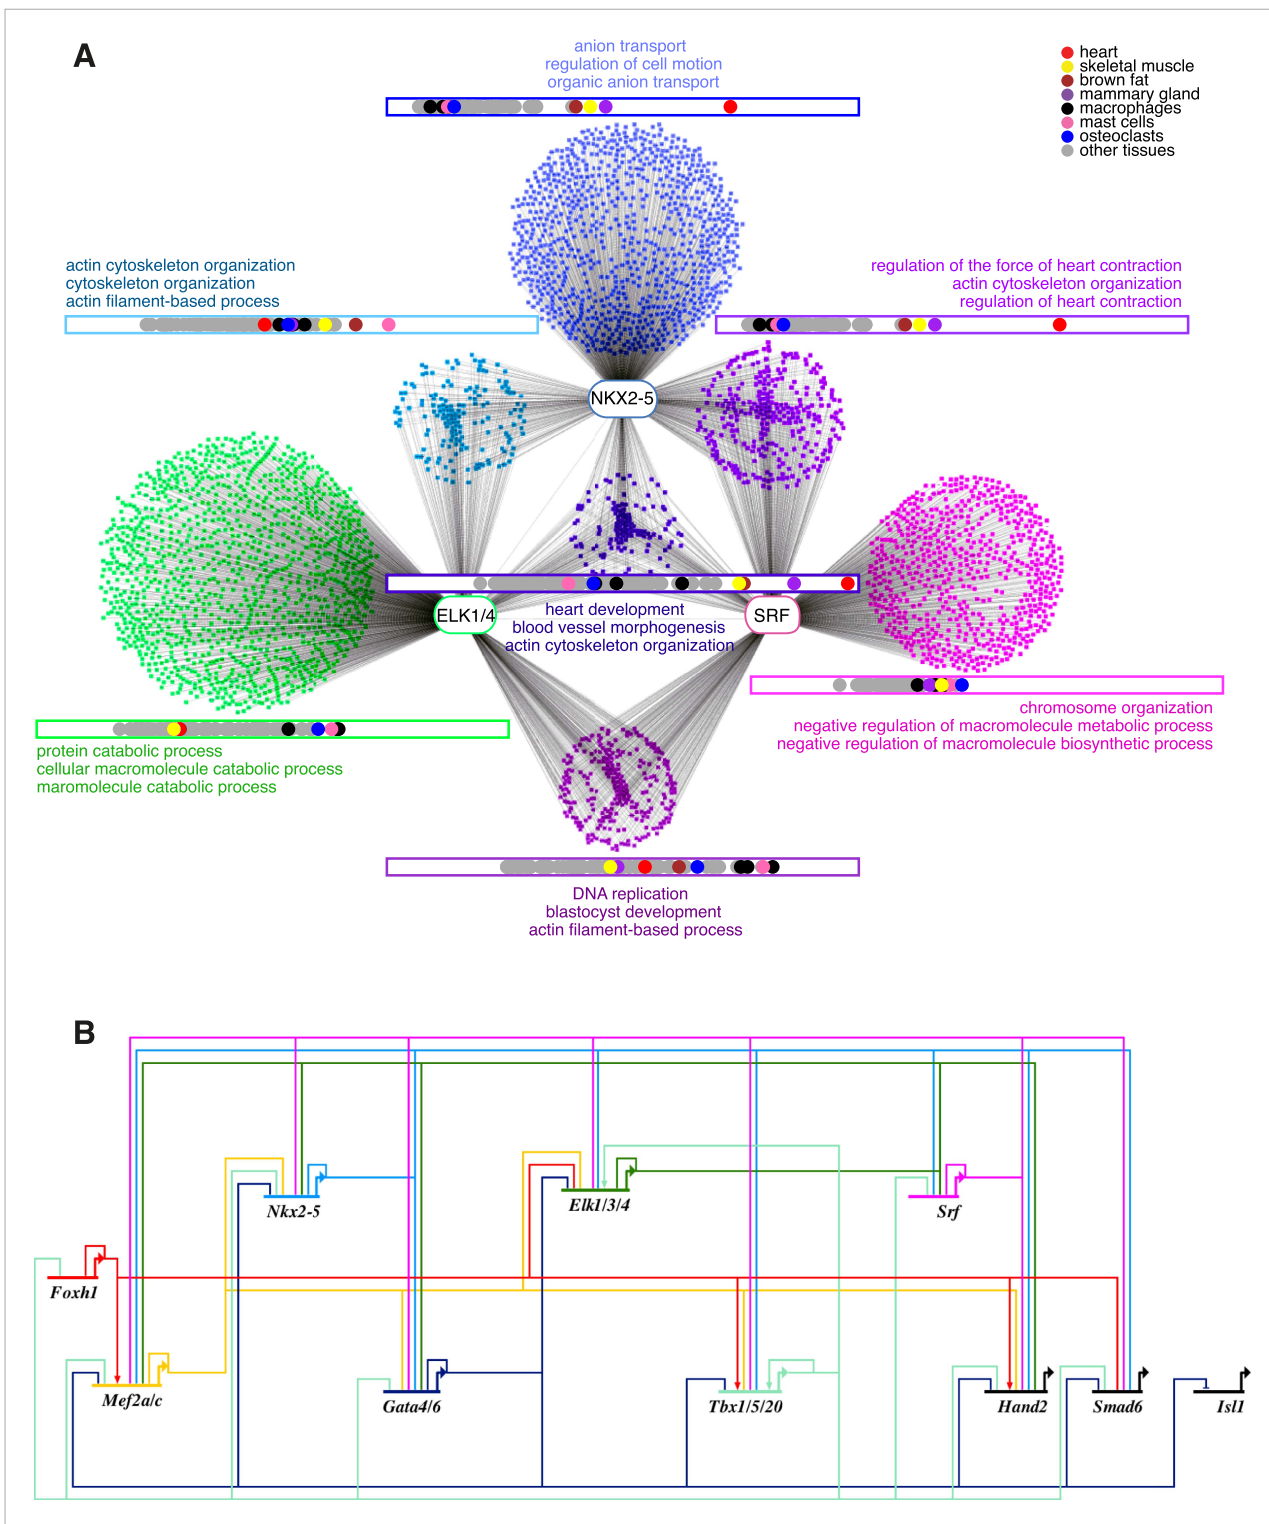 A
anion transport
regulation of cell motion
organic anion transport
heart
skeletal muscle
brown fat
mammary gland
macrophages
mast cells
osteoclasts
other tissues
actin cytoskeleton organization
cytoskeleton organization
actin filament-based process
regulation of the force of heart contraction
actin cytoskeleton organization
regulation of heart contraction
NKX2-5
ELK1/4
SRF
heart development
blood vessel morphogenesis
actin cytoskeleton organization
chromosome organization
negative regulation of macromolecule metabolic process
negative regulation of macromolecule biosynthetic process
protein catabolic process
cellular macromolecule catabolic process
maromolecule catabolic process
DNA replication
blastocyst development
actin filament-based process
B
Nkx2-5
Elk1/3/4
Srf
Foxh1
Mef2a/c
Gata4/6
Tbx1/5/20
Hand2
Smad6
Isl1